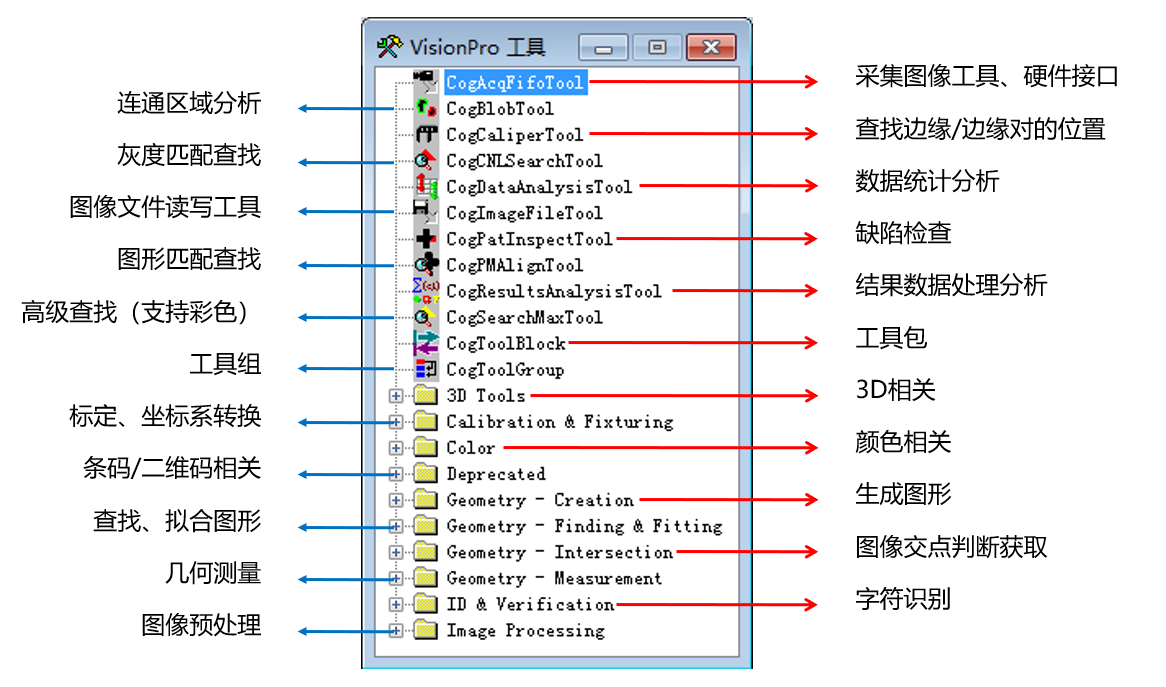 VisionPro 工具
CogAcqFifoTool
采集图像工具、硬件接口
连通区域分析
CogBlobTool
CogCaliperTool
查找边缘/边缘对的位置
灰度匹配查找
CogCNLSearchTool
CogDataAnalysisTool
数据统计分析
图像文件读写工具
CogImageFileTool
CogPatInspectTool
缺陷检查
图形匹配查找
CogPMAlignTool
CogResultsAnalysisTool
结果数据处理分析
高级查找（支持彩色）
CogSearchMaxTool
CogToolBlock
工具包
工具组
CogToolGroup
3D Tools
3D相关
标定、坐标系转换
Calibration & Fixturing
Color
颜色相关
条码/二维码相关
Deprecated
Geometry - Creation
生成图形
查找、拟合图形
Geometry - Finding & Fitting
Geometry - Intersection
图像交点判断获取
几何测量
Geometry - Measurement
ID & Verification
字符识别
图像预处理
Image Processing